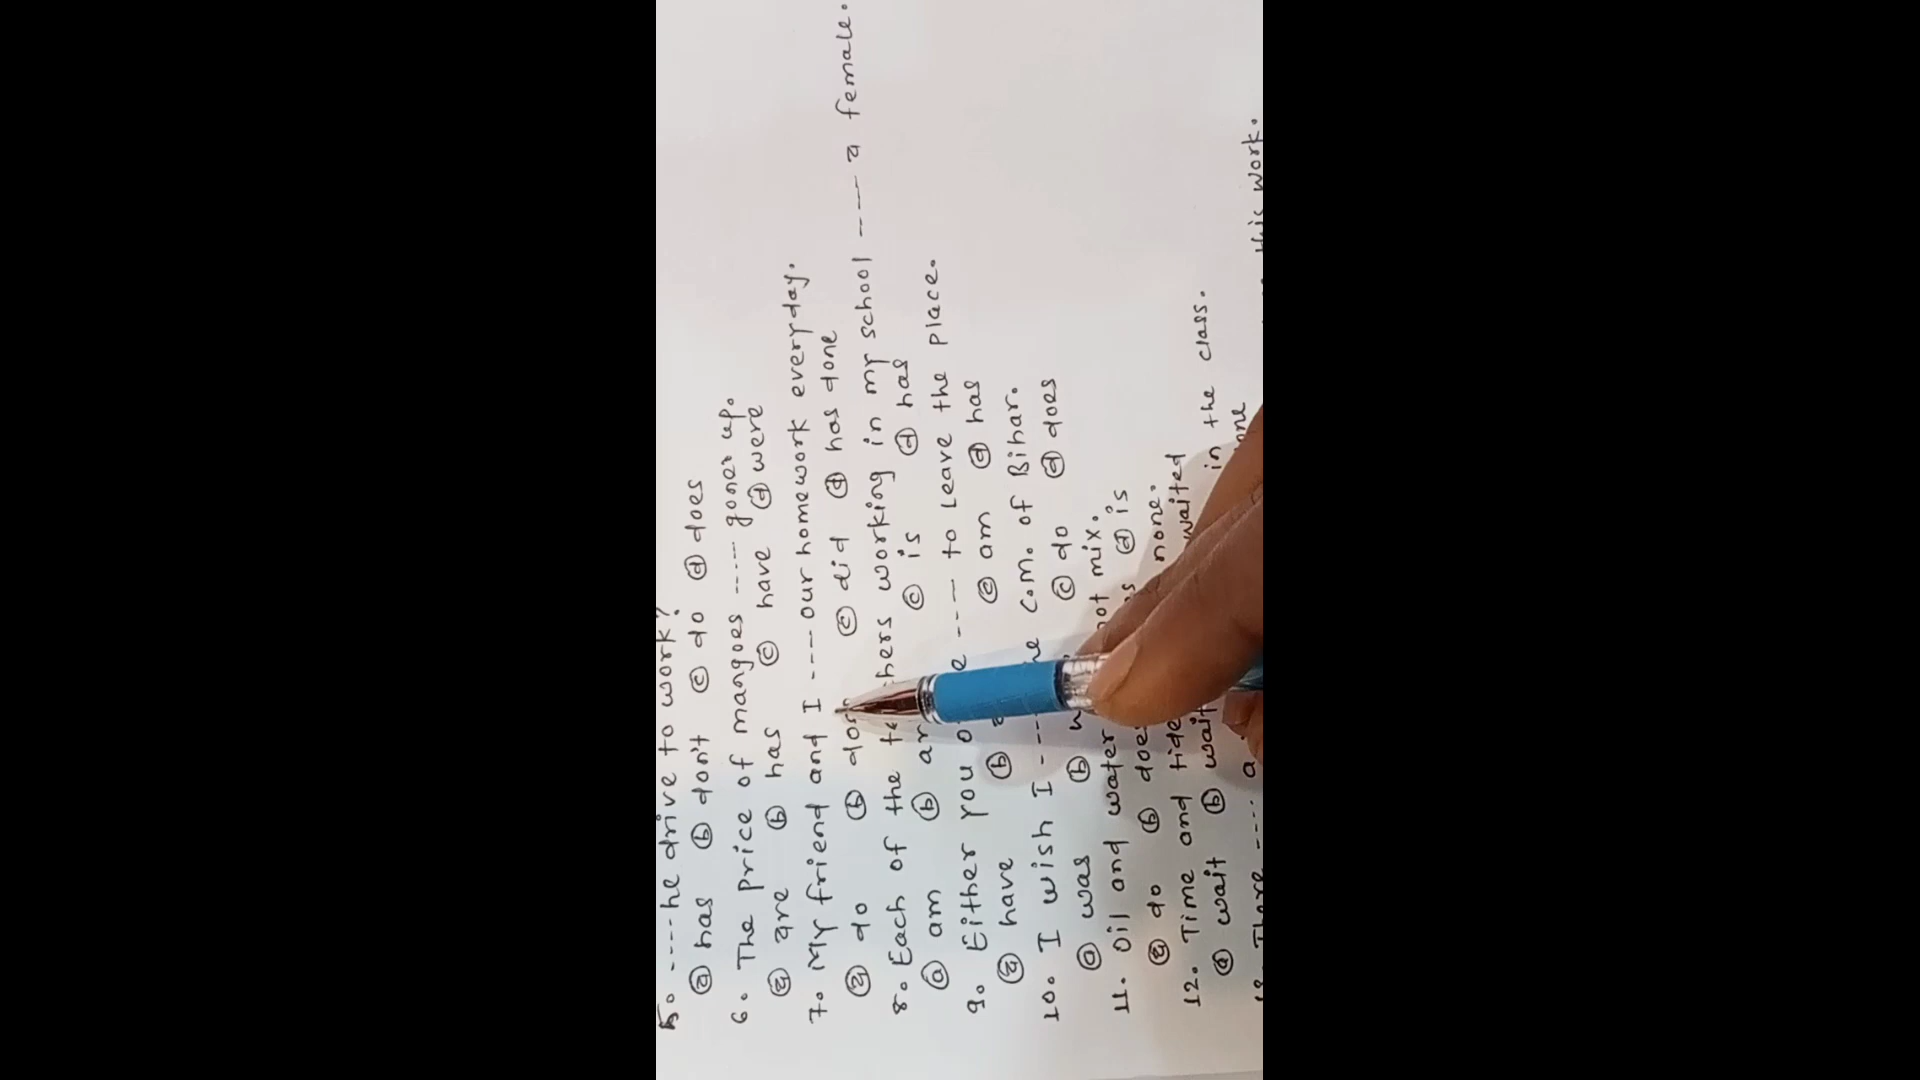 5. ----he drive to work?
ⓐ has ⓑ don't ⓒ do ⓓ does
6. The price of mangoes ----- gone up.
ⓐ are ⓑ has ⓒ have ⓓ were
7. My friend and I ---- our homework everyday.
ⓐ do ⓑ ⓒ did ⓓ has done
8. Each of the working in my school ---- a female.
ⓐ am ⓑ ⓒ is ⓓ has
9. Either you ---- to leave the place.
ⓐ have ⓑ ⓒ am ⓓ has
10. I wish I ---- C.M. of Bihar.
ⓐ was ⓑ ⓒ do ⓓ does
11. Oil and water not mix.
ⓐ do ⓑ ⓓ is
12. Time and none.
ⓐ wait ⓑ waited
---- in the class.
this work.